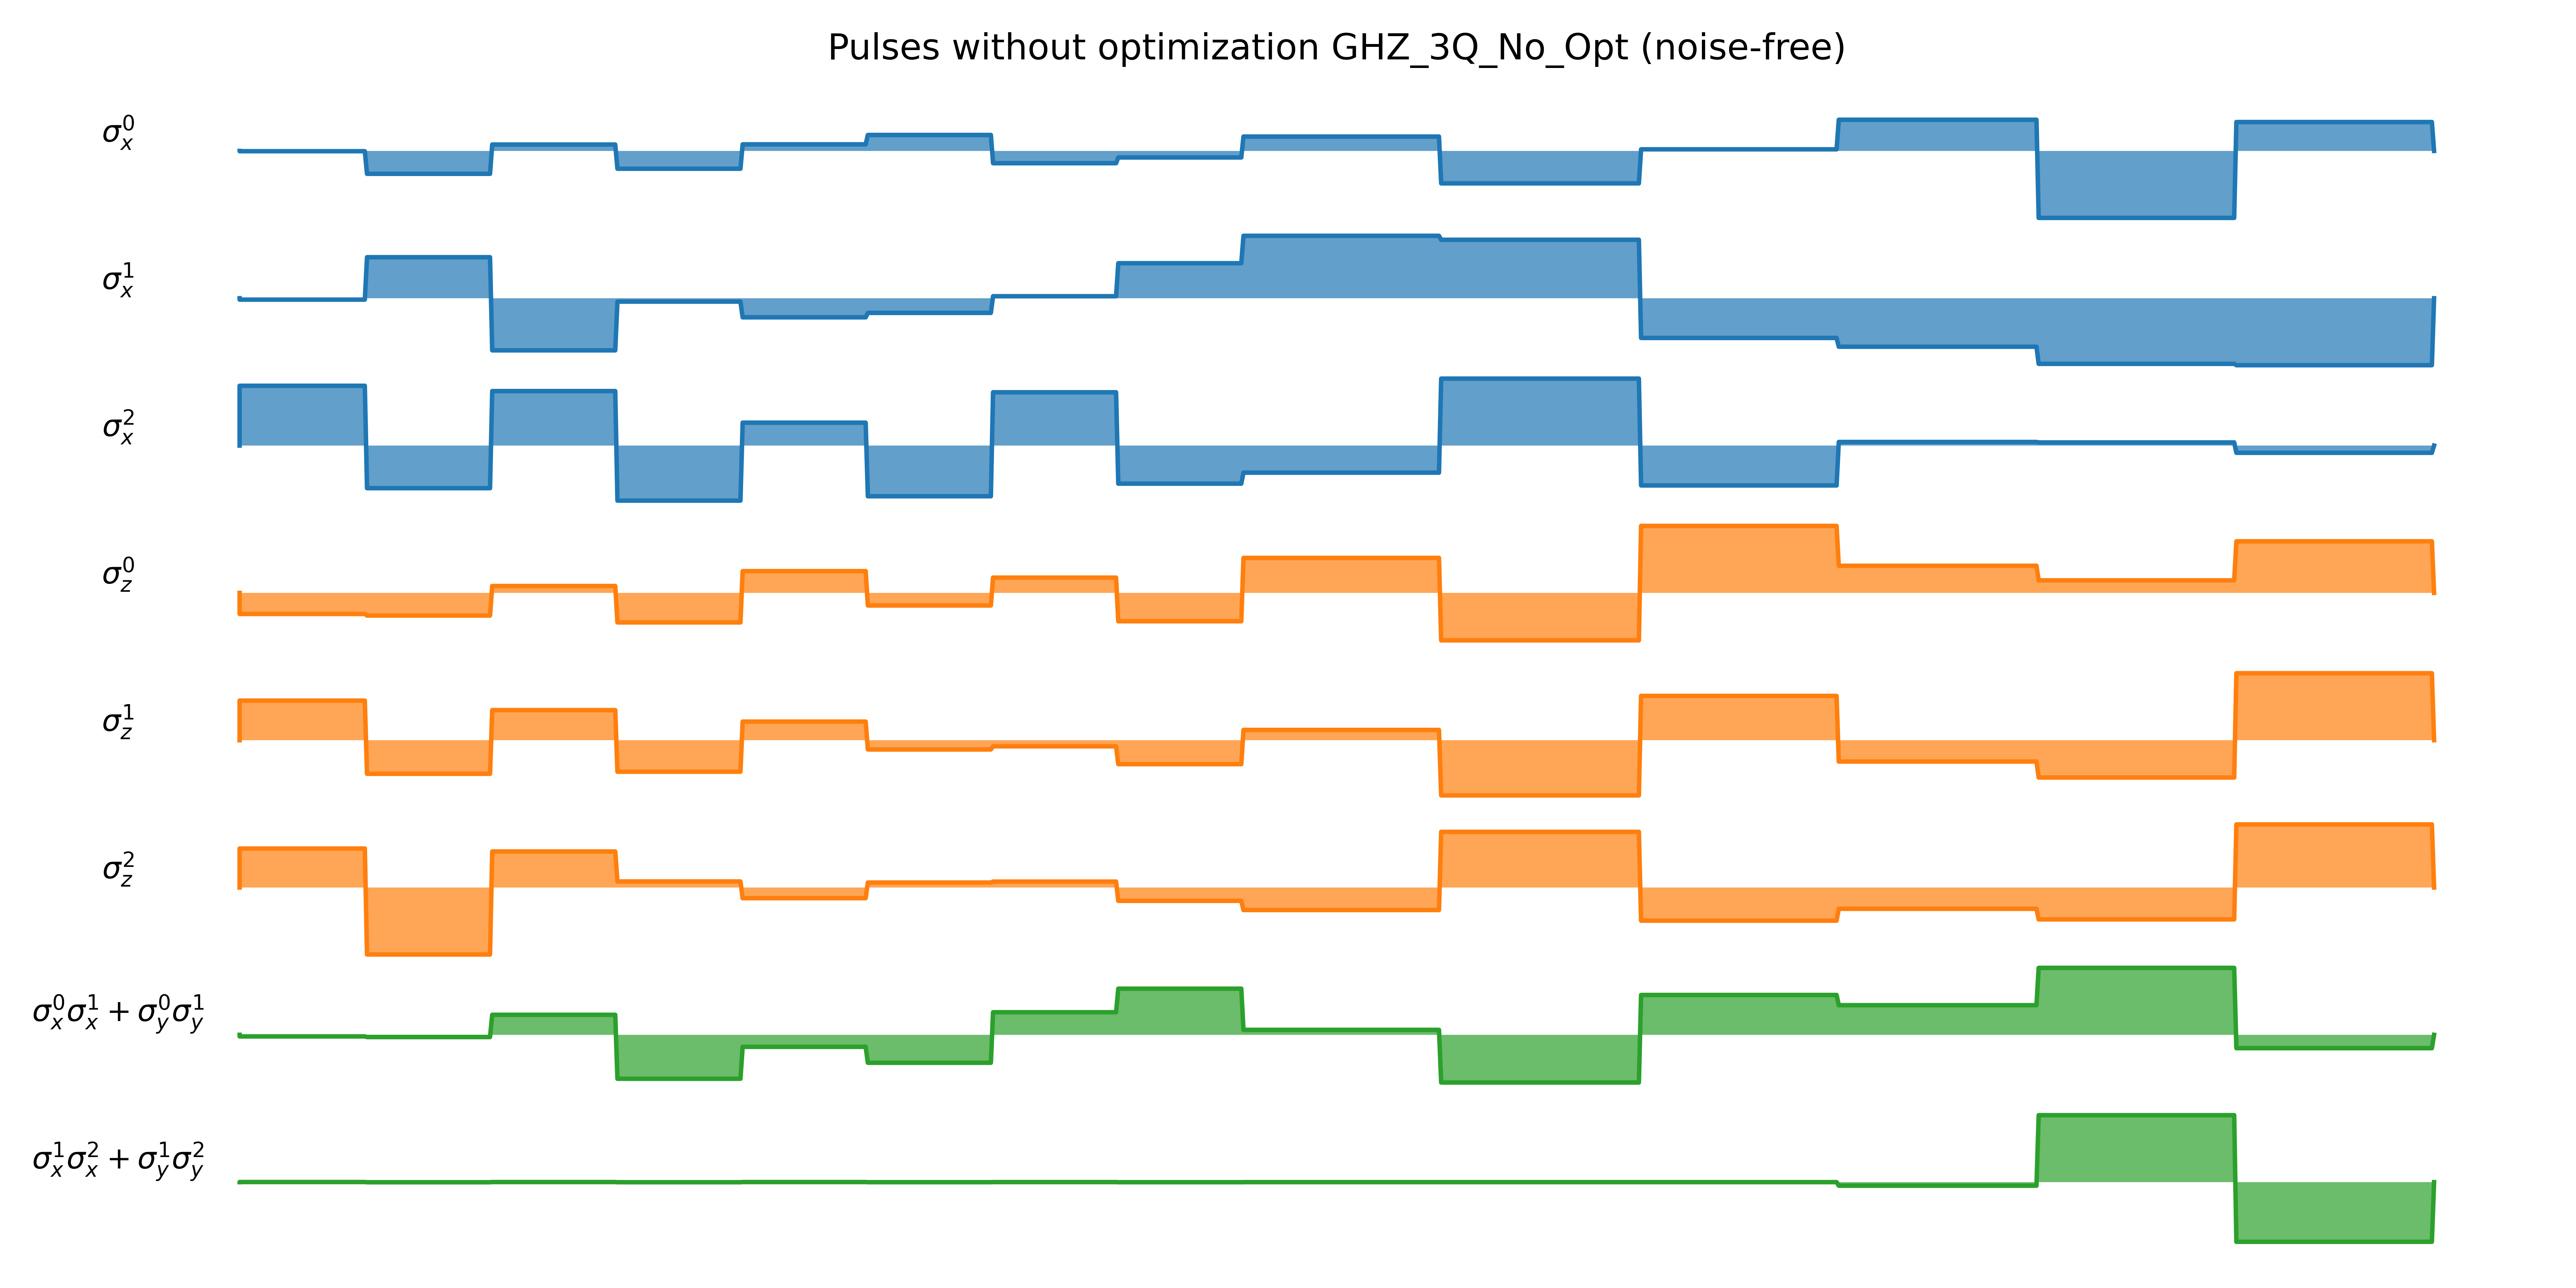 Pulses without optimization GHZ_3Q_No_Opt (noise-free)
σ_x^0
σ_x^1
σ_x^2
σ_z^0
σ_z^1
σ_z^2
σ_x^0σ_x^1 + σ_y^0σ_y^1
σ_x^1σ_x^2 + σ_y^1σ_y^2